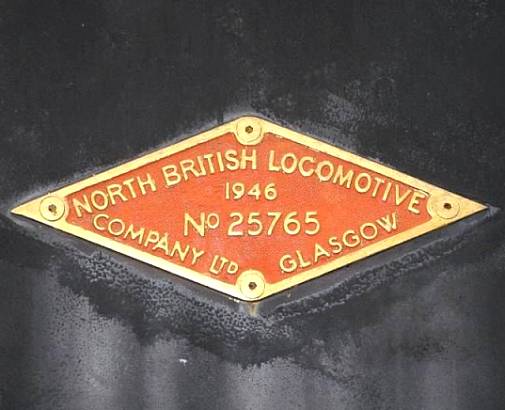 NORTH BRITISH LOCOMOTIVE
1946
No 25765
COMPANY LTD GLASGOW